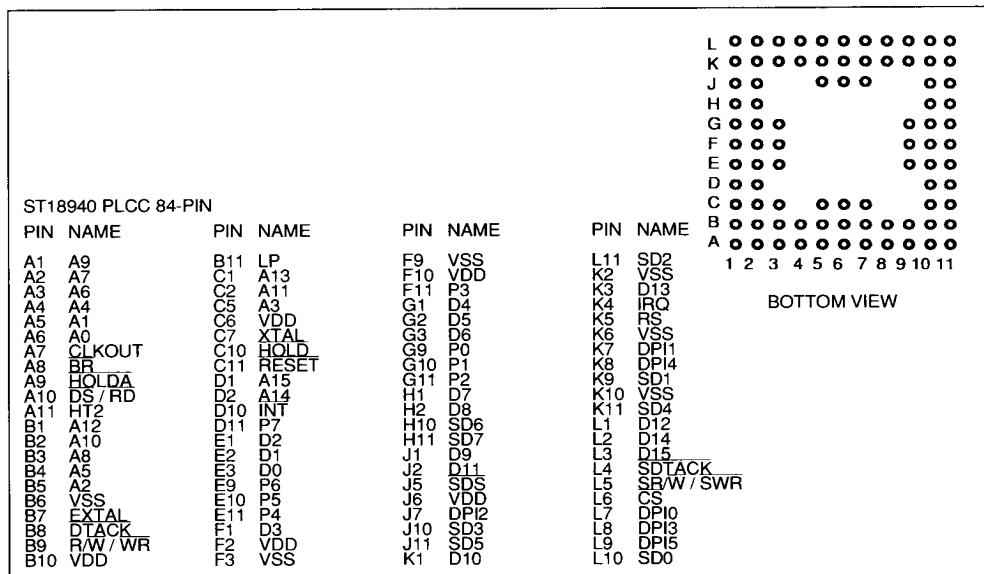 L
K
J
H
G
F
E
D
C
B
A
1 2 3 4 5 6 7 8 9 10 11
BOTTOM VIEW
ST18940 PLCC 84-PIN
PIN NAME PIN NAME PIN NAME PIN NAME
A1 A9 B11 LP F9 VSS L11 SD2
A2 A7 C1 A13 F10 VDD K2 VSS
A3 A6 C2 A11 F11 P3 K3 D13
A4 A4 C5 A3 G1 D4 K4 IRQ
A5 A1 C6 VDD G2 D5 K5 RS
A6 A0 C7 XTAL G3 D6 K6 VSS
A7 CLKOUT C10 HOLD G9 P0 K7 DPI1
A8 BR C11 RESET G10 P1 K8 DPI4
A9 HOLDA D1 A15 G11 P2 K9 SD1
A10 DS / RD D2 A14 H1 D7 K10 VSS
A11 HT2 D10 INT H2 D8 K11 SD4
B1 A12 D11 P7 H10 SD6 L1 D12
B2 A10 E1 D2 H11 SD7 L2 D14
B3 A8 E2 D1 J1 D9 L3 D15
B4 A5 E3 D0 J2 D11 L4 SDTACK
B5 A2 E9 P6 J5 SDS L5 SR/W / SWR
B6 VSS E10 P5 J6 VDD L6 CS
B7 EXTAL E11 P4 J7 DPI2 L7 DPI0
B8 DTACK F1 D3 J10 SD3 L8 DPI3
B9 R/W / WR F2 VDD J11 SD5 L9 DPI5
B10 VDD F3 VSS K1 D10 L10 SD0